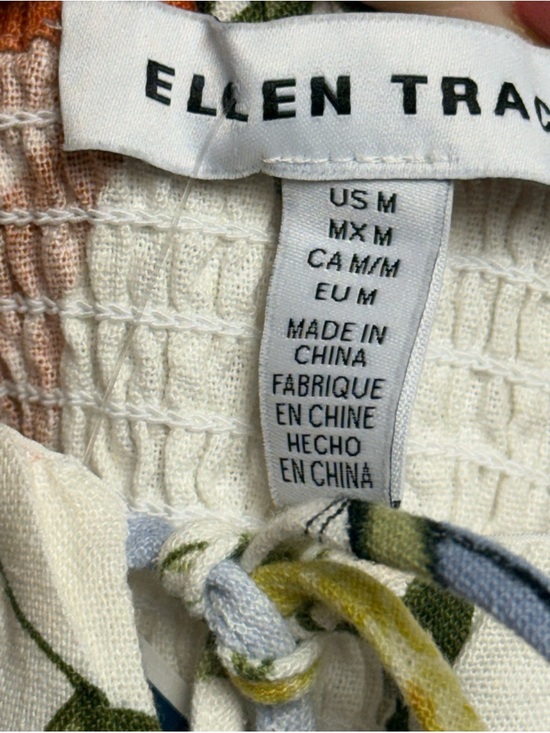 ELLEN TRAC
US M
MX M
CA M/M
EU M
MADE IN
CHINA
FABRIQUE
EN CHINE
HECHO
EN CHINA